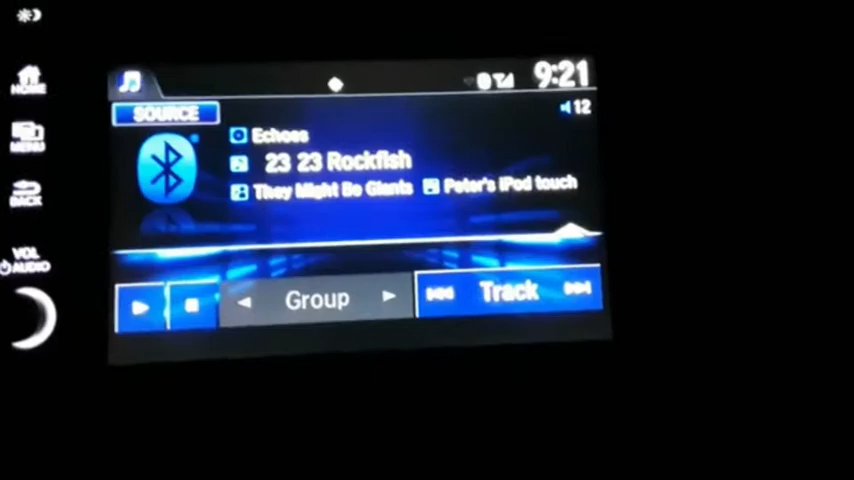 9:21
HOME
SOURCE
12
Echoes
MENU
23 23 Rockfish
They Might Be Giants
Peter's iPod touch
BACK
VOL
AUDIO
Group
Track